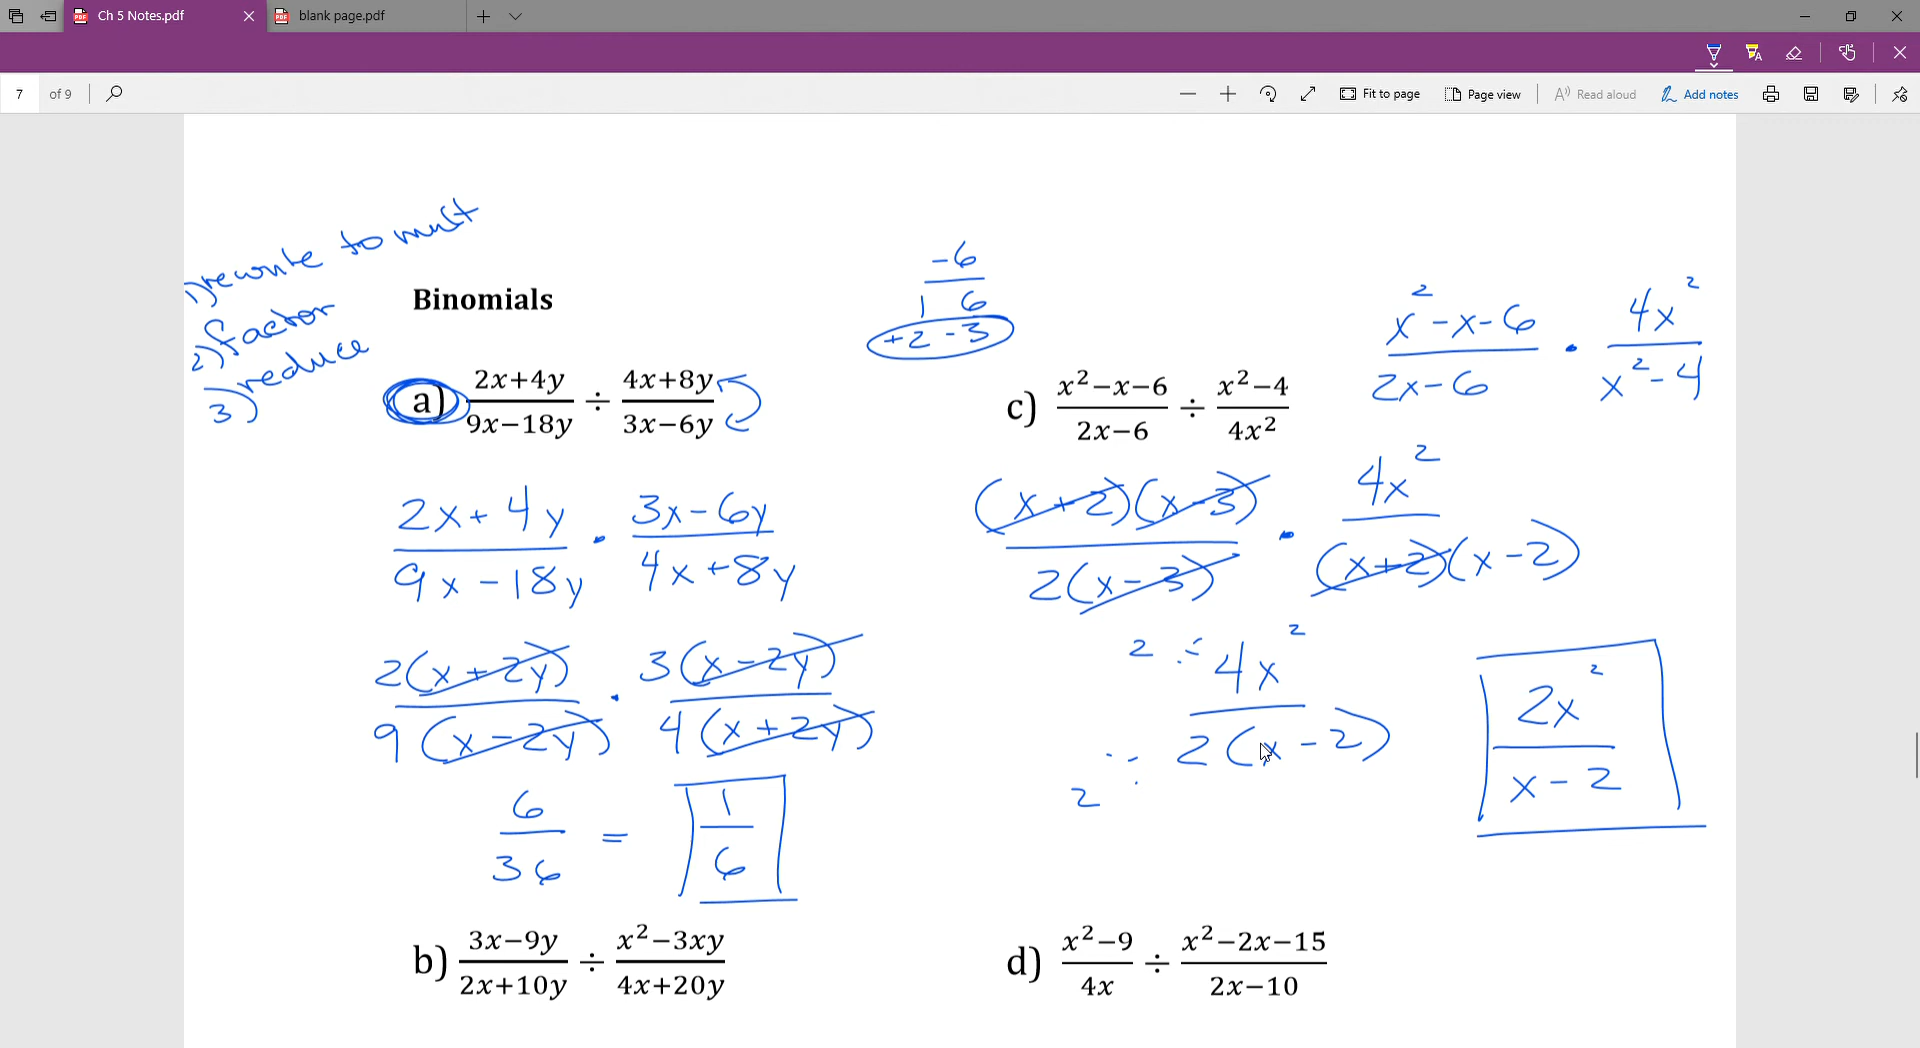 Ch 5 Notes.pdf
blank page.pdf
7 of 9
Fit to page
Page view
Read aloud
Add notes
1) rewrite to mult
2) factor
3) reduce
Binomials
a) (2x+4y)/(9x−18y) ÷ (4x+8y)/(3x−6y)
(2x+4y)/(9x−18y) · (3x−6y)/(4x+8y)
2(x+2y)/9(x−2y) · 3(x−2y)/4(x+2y)
6/36 = 1/6
b) (3x−9y)/(2x+10y) ÷ (x²−3xy)/(4x+20y)
−6
1 6
+2 −3
c) (x²−x−6)/(2x−6) ÷ (x²−4)/(4x²)
(x²−x−6)/(2x−6) · 4x²/(x²−4)
(x+2)(x−3)/2(x−3) · 4x²/(x+2)(x−2)
2 ÷ 4x²
2 ÷ 2(x−2)
2x²/(x−2)
d) (x²−9)/(4x) ÷ (x²−2x−15)/(2x−10)